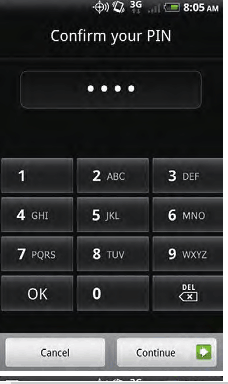 3G 8:05 AM
Confirm your PIN
••••
1 2 ABC 3 DEF
4 GHI 5 JKL 6 MNO
7 PQRS 8 TUV 9 WXYZ
OK 0 DEL
Cancel Continue